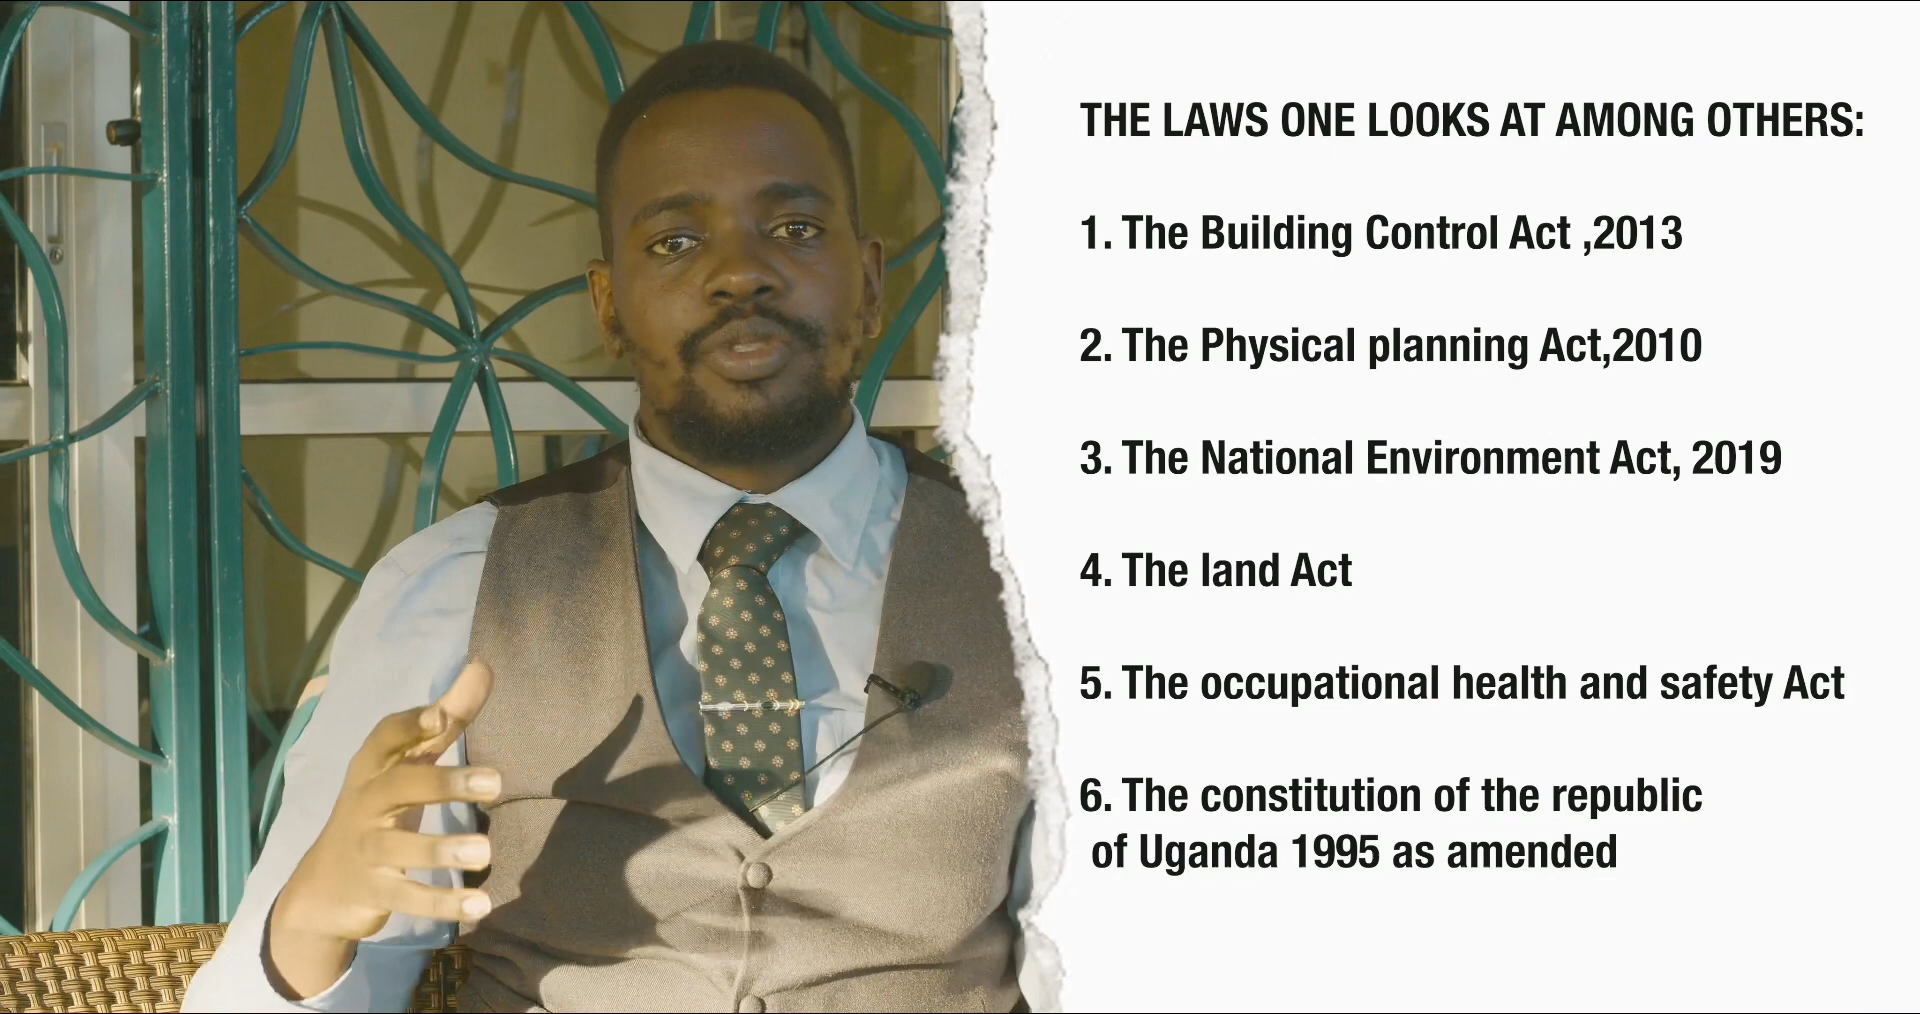 THE LAWS ONE LOOKS AT AMONG OTHERS:
1. The Building Control Act ,2013
2. The Physical planning Act,2010
3. The National Environment Act, 2019
4. The land Act
5. The occupational health and safety Act
6. The constitution of the republic
of Uganda 1995 as amended